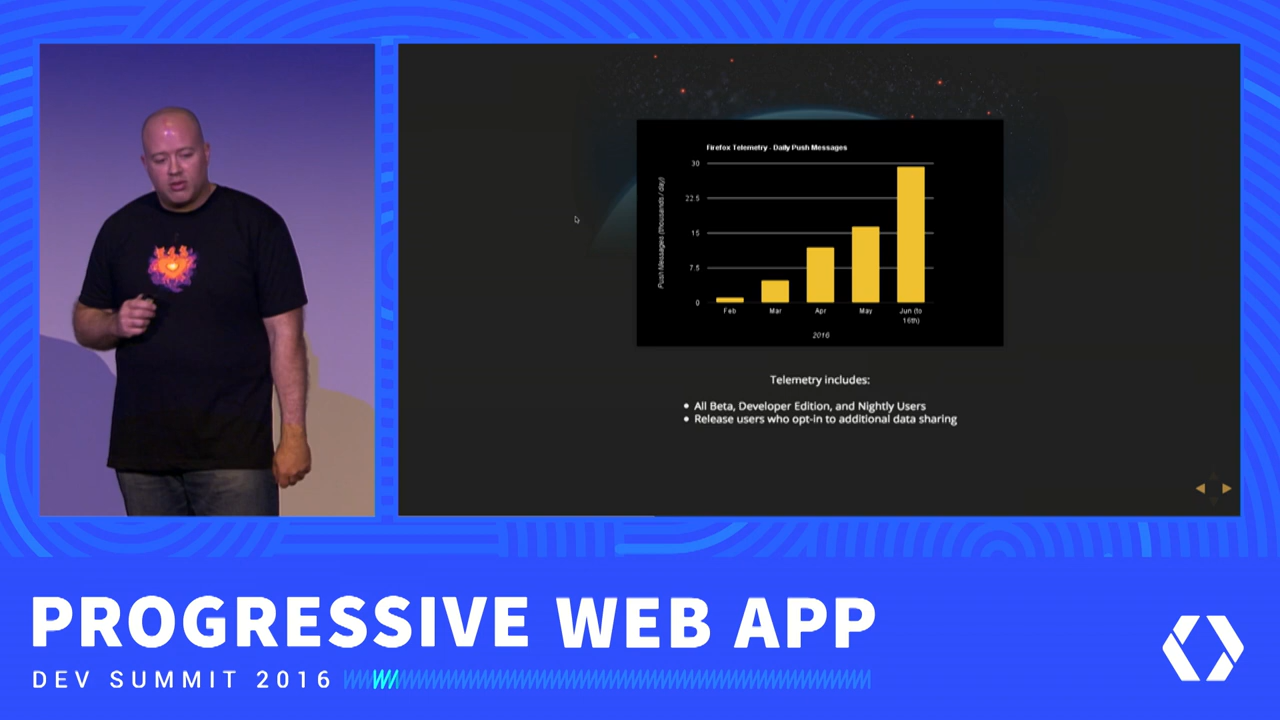 Firefox Telemetry - Daily Push Messages
Push Messages (thousands / day)
30
22.5
15
7.5
0
Feb
Mar
Apr
May
Jun (to
16th)
2016
Telemetry includes:
All Beta, Developer Edition, and Nightly Users
Release users who opt-in to additional data sharing
PROGRESSIVE WEB APP
DEV SUMMIT 2016